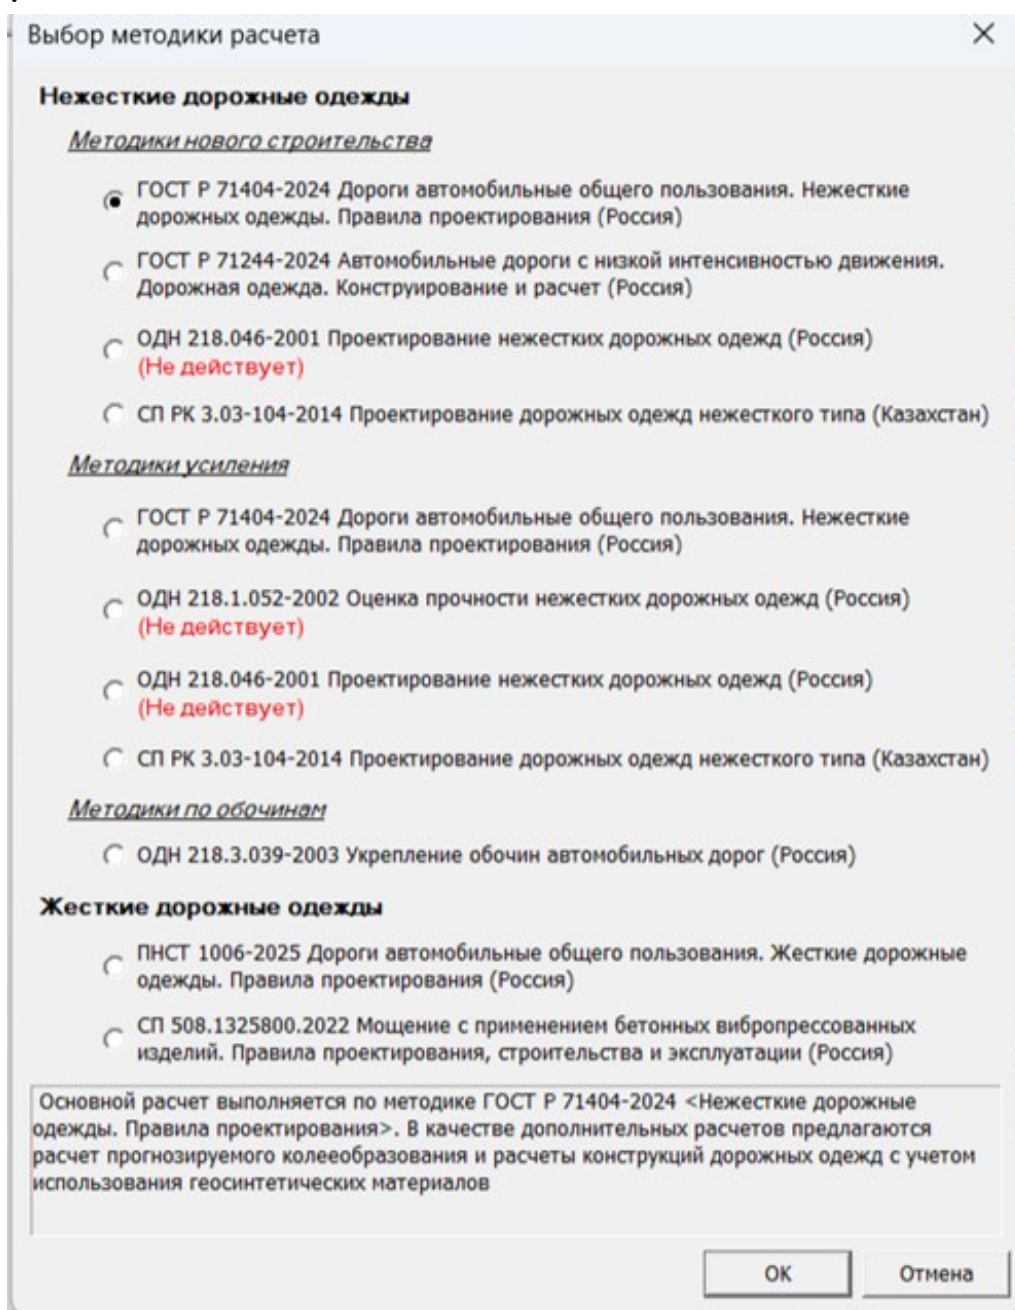 Выбор методики расчета
Нежесткие дорожные одежды
Методики нового строительства
ГОСТ Р 71404-2024 Дороги автомобильные общего пользования. Нежесткие
дорожных одежды. Правила проектирования (Россия)
ГОСТ Р 71244-2024 Автомобильные дороги с низкой интенсивностью движения.
Дорожная одежда. Конструирование и расчет (Россия)
ОДН 218.046-2001 Проектирование нежестких дорожных одежд (Россия)
(Не действует)
СП РК 3.03-104-2014 Проектирование дорожных одежд нежесткого типа (Казахстан)
Методики усиления
ГОСТ Р 71404-2024 Дороги автомобильные общего пользования. Нежесткие
дорожных одежды. Правила проектирования (Россия)
ОДН 218.1.052-2002 Оценка прочности нежестких дорожных одежд (Россия)
(Не действует)
ОДН 218.046-2001 Проектирование нежестких дорожных одежд (Россия)
(Не действует)
СП РК 3.03-104-2014 Проектирование дорожных одежд нежесткого типа (Казахстан)
Методики по обочинам
ОДН 218.3.039-2003 Укрепление обочин автомобильных дорог (Россия)
Жесткие дорожные одежды
ПНСТ 1006-2025 Дороги автомобильные общего пользования. Жесткие дорожные
одежды. Правила проектирования (Россия)
СП 508.1325800.2022 Мощение с применением бетонных вибропрессованных
изделий. Правила проектирования, строительства и эксплуатации (Россия)
Основной расчет выполняется по методике ГОСТ Р 71404-2024 <Нежесткие дорожные
одежды. Правила проектирования>. В качестве дополнительных расчетов предлагаются
расчет прогнозируемого колееобразования и расчеты конструкций дорожных одежд с учетом
использования геосинтетических материалов
ОК
Отмена